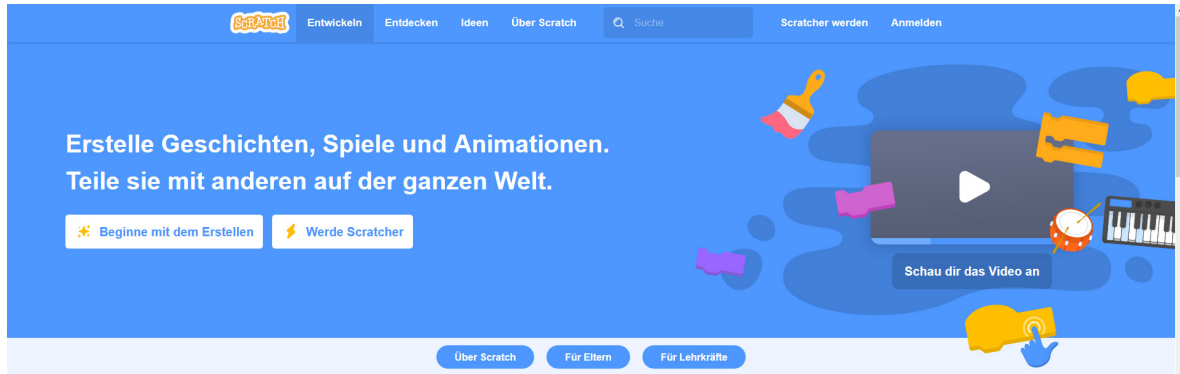 SCRATCH Entwickeln Entdecken Ideen Über Scratch Suche Scratcher werden Anmelden
Erstelle Geschichten, Spiele und Animationen.
Teile sie mit anderen auf der ganzen Welt.
Beginne mit dem Erstellen Werde Scratcher
Schau dir das Video an
Über Scratch Für Eltern Für Lehrkräfte